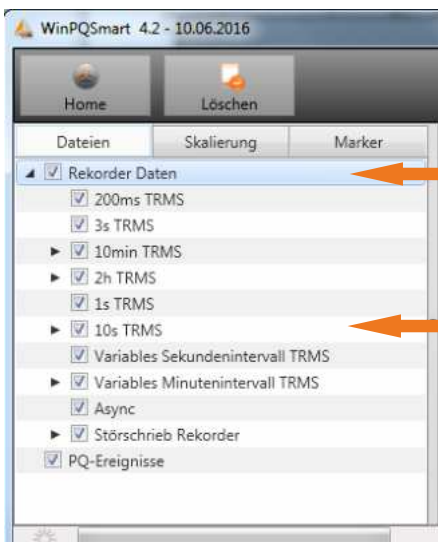 WinPQSmart 4.2 - 10.06.2016
Home Löschen
Dateien Skalierung Marker
Rekorder Daten
200ms TRMS
3s TRMS
10min TRMS
2h TRMS
1s TRMS
10s TRMS
Variables Sekundenintervall TRMS
Variables Minutenintervall TRMS
Async
Störschrieb Rekorder
PQ-Ereignisse